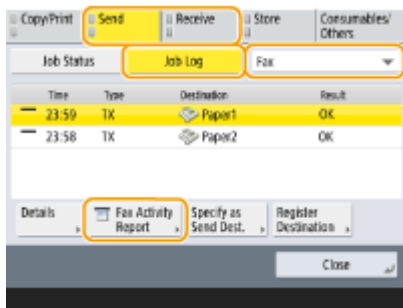 Copy/Print Send Receive Store Consumables/
Others
Job Status Job Log Fax
Time Type Destination Result
23:59 TX Paper1 OK
23:58 TX Paper2 OK
Details Fax Activity Specify as Register
Report Send Dest. Destination
Close